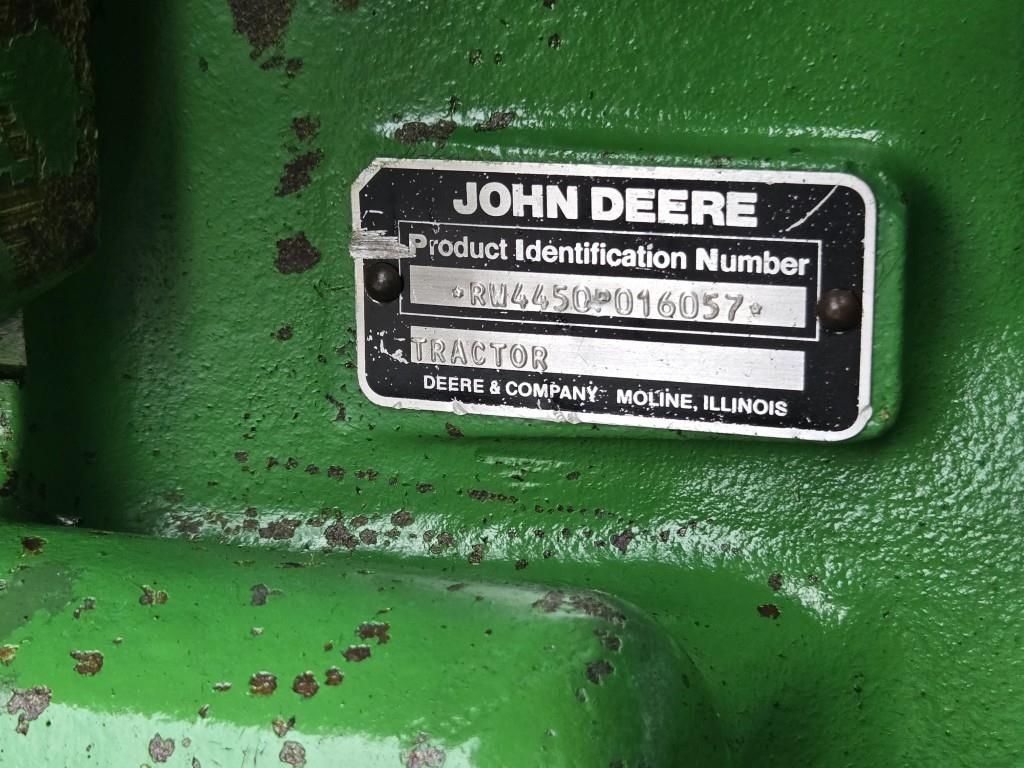 JOHN DEERE
Product Identification Number
*RW4450P016057*
TRACTOR
DEERE & COMPANY MOLINE, ILLINOIS